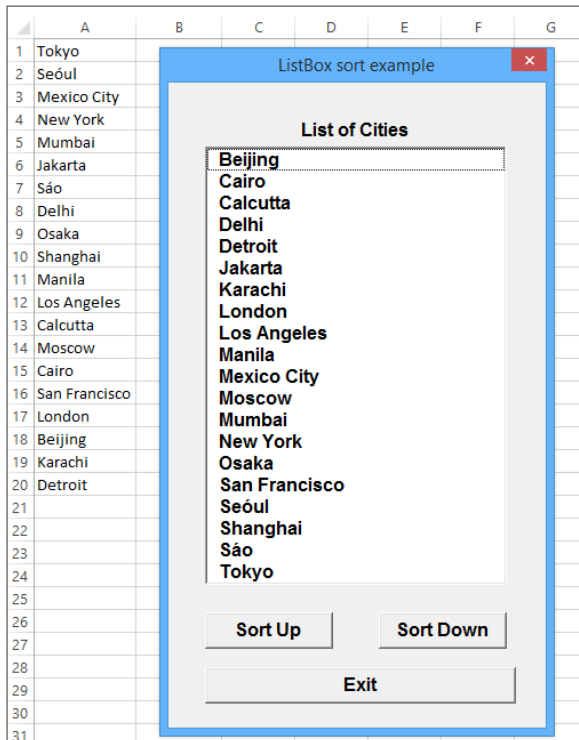 A B C D E F G
1 Tokyo
2 Seóul
3 Mexico City
4 New York
5 Mumbai
6 Jakarta
7 Sáo
8 Delhi
9 Osaka
10 Shanghai
11 Manila
12 Los Angeles
13 Calcutta
14 Moscow
15 Cairo
16 San Francisco
17 London
18 Beijing
19 Karachi
20 Detroit
21
22
23
24
25
26
27
28
29
30
31
ListBox sort example
List of Cities
Beijing
Cairo
Calcutta
Delhi
Detroit
Jakarta
Karachi
London
Los Angeles
Manila
Mexico City
Moscow
Mumbai
New York
Osaka
San Francisco
Seóul
Shanghai
Sáo
Tokyo
Sort Up Sort Down
Exit